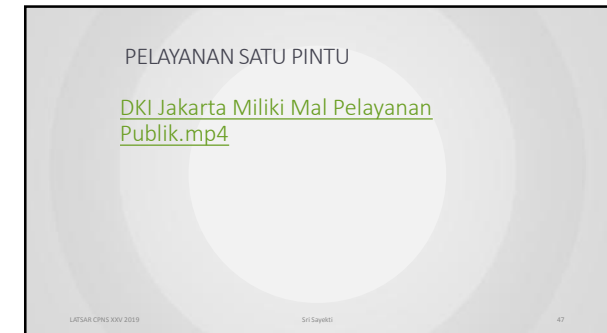 PELAYANAN SATU PINTU
DKI Jakarta Miliki Mal Pelayanan
Publik.mp4
LATSAR CPNS XXV 2019 Sri Sayekti 47